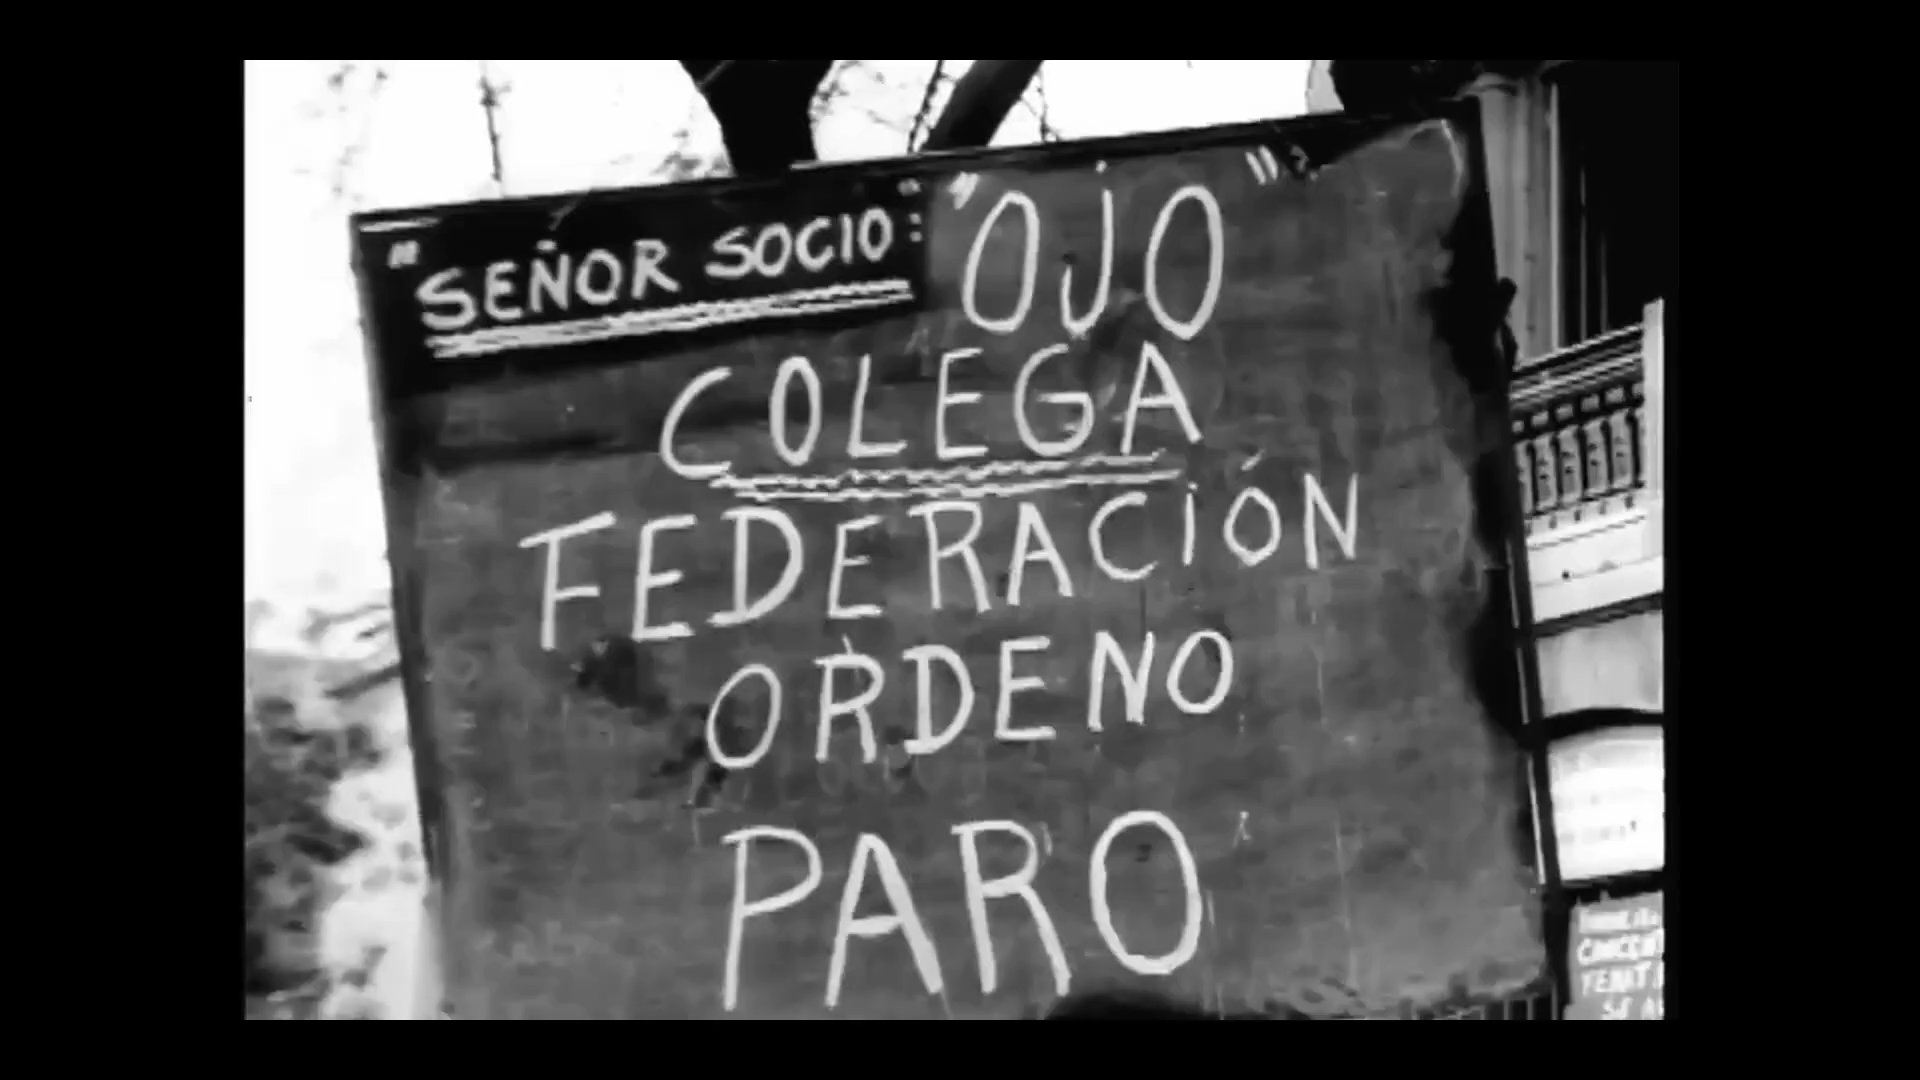 "SEÑOR SOCIO": "OJO"
COLEGA
FEDERACIÓN
ORDENO
PARO